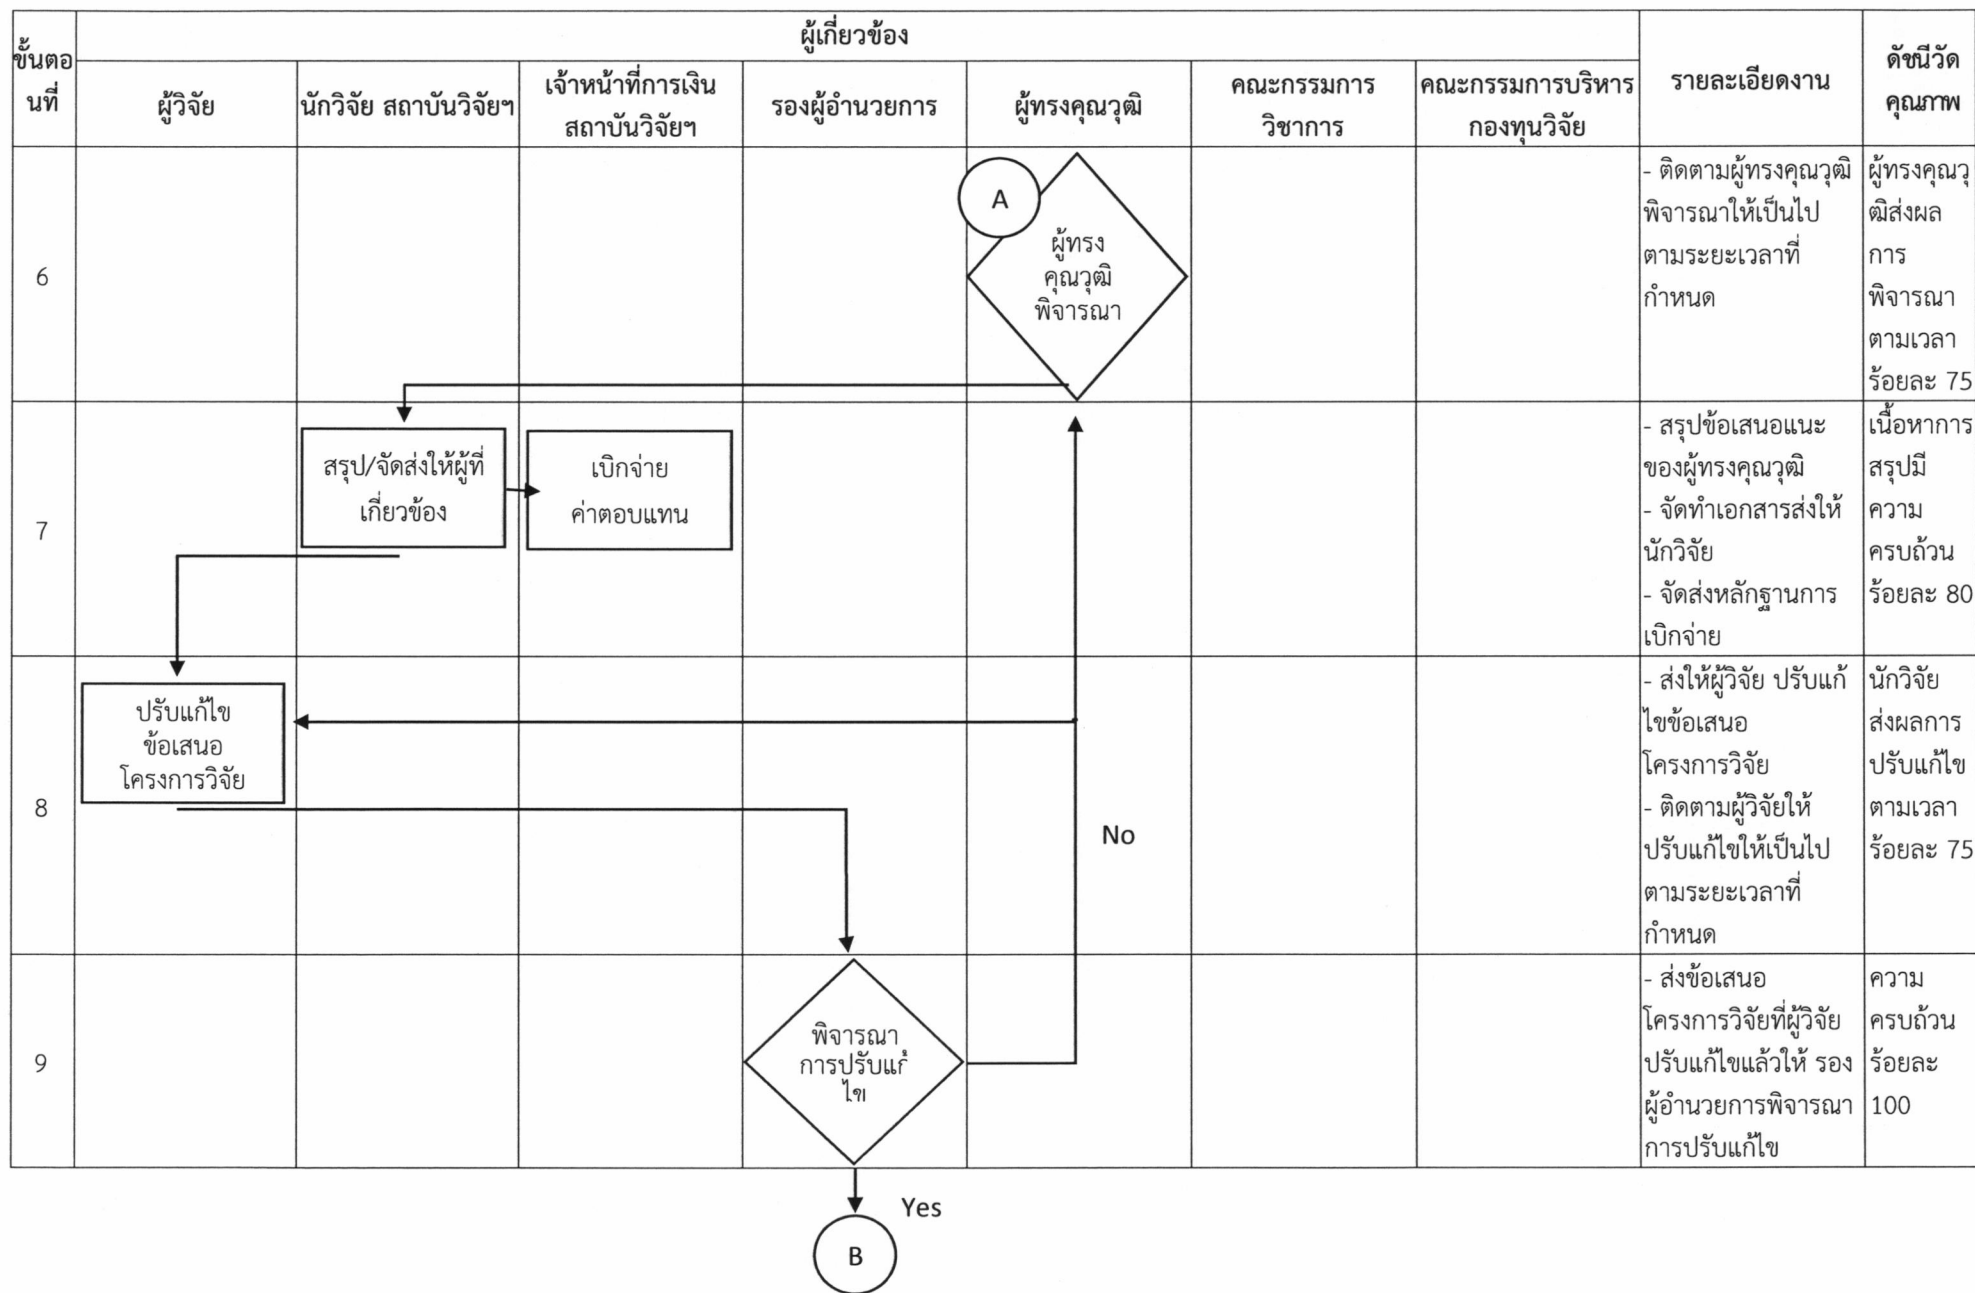 ขั้นตอ
นที่
ผู้เกี่ยวข้อง
รายละเอียดงาน
ดัชนีวัด
คุณภาพ
ผู้วิจัย
นักวิจัย สถาบันวิจัยฯ
เจ้าหน้าที่การเงิน
สถาบันวิจัยฯ
รองผู้อำนวยการ
ผู้ทรงคุณวุฒิ
คณะกรรมการ
วิชาการ
คณะกรรมการบริหาร
กองทุนวิจัย
6
A
ผู้ทรง
คุณวุฒิ
พิจารณา
- ติดตามผู้ทรงคุณวุฒิ
พิจารณาให้เป็นไป
ตามระยะเวลาที่
กำหนด
ผู้ทรงคุณวุ
ฒิส่งผล
การ
พิจารณา
ตามเวลา
ร้อยละ 75
7
สรุป/จัดส่งให้ผู้ที่
เกี่ยวข้อง
เบิกจ่าย
ค่าตอบแทน
- สรุปข้อเสนอแนะ
ของผู้ทรงคุณวุฒิ
- จัดทำเอกสารส่งให้
นักวิจัย
- จัดส่งหลักฐานการ
เบิกจ่าย
เนื้อหาการ
สรุปมี
ความ
ครบถ้วน
ร้อยละ 80
8
ปรับแก้ไข
ข้อเสนอ
โครงการวิจัย
No
- ส่งให้ผู้วิจัย ปรับแก้
ไขข้อเสนอ
โครงการวิจัย
- ติดตามผู้วิจัยให้
ปรับแก้ไขให้เป็นไป
ตามระยะเวลาที่
กำหนด
นักวิจัย
ส่งผลการ
ปรับแก้ไข
ตามเวลา
ร้อยละ 75
9
พิจารณา
การปรับแก้
ไข
- ส่งข้อเสนอ
โครงการวิจัยที่ผู้วิจัย
ปรับแก้ไขแล้วให้ รอง
ผู้อำนวยการพิจารณา
การปรับแก้ไข
ความ
ครบถ้วน
ร้อยละ
100
Yes
B